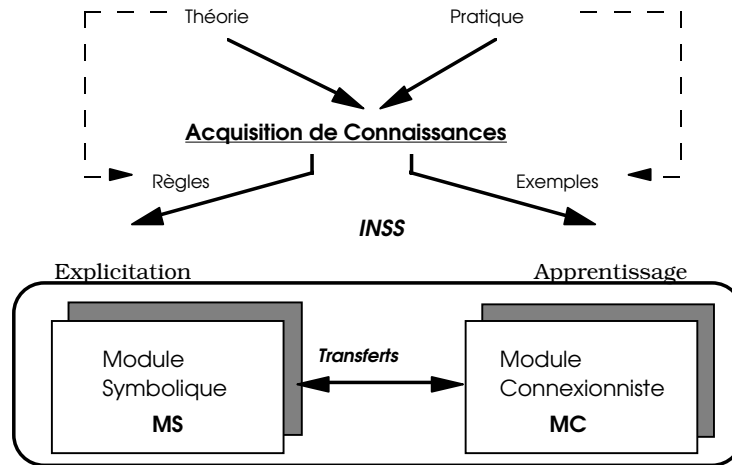 Théorie
Pratique
Acquisition de Connaissances
Règles
Exemples
INSS
Explicitation
Apprentissage
Module
Symbolique
MS
Transferts
Module
Connexionniste
MC